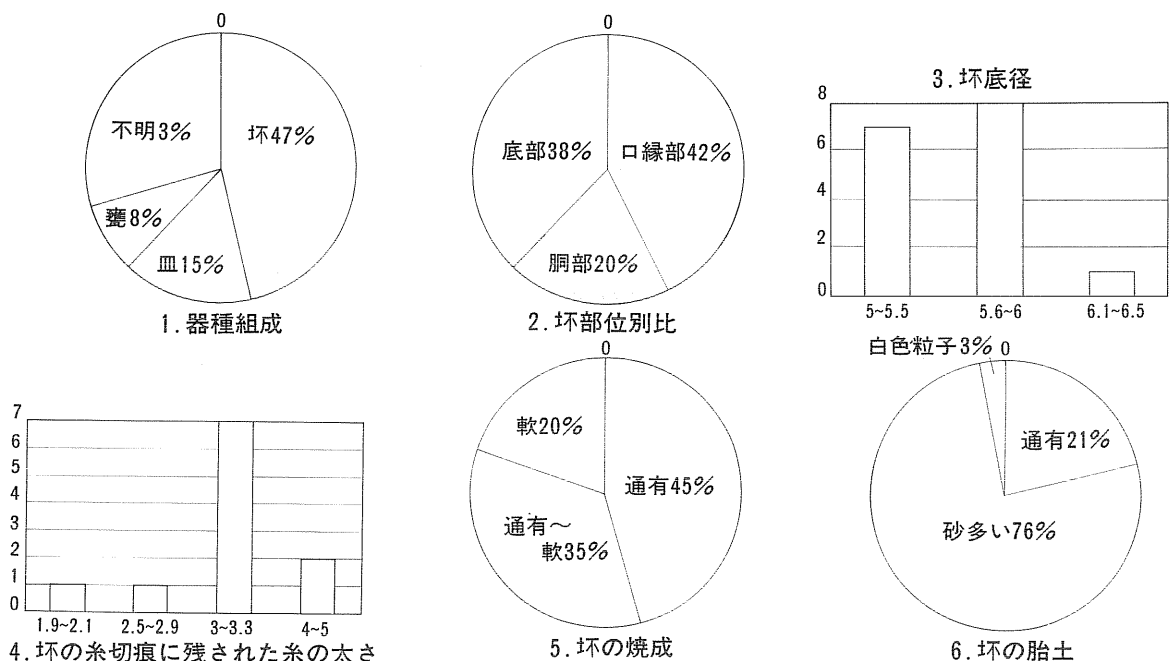 0
不明3%
坏47%
甕8%
皿15%
1.器種組成
0
底部38%
口縁部42%
胴部20%
2.坏部位別比
3.坏底径
8
6
4
2
0
5~5.5
5.6~6
6.1~6.5
7
6
5
4
3
2
1
0
1.9~2.1
2.5~2.9
3~3.3
4~5
4.坏の糸切痕に残された糸の太さ
0
軟20%
通有45%
通有～
軟35%
5.坏の焼成
白色粒子3%
0
通有21%
砂多い76%
6.坏の胎土